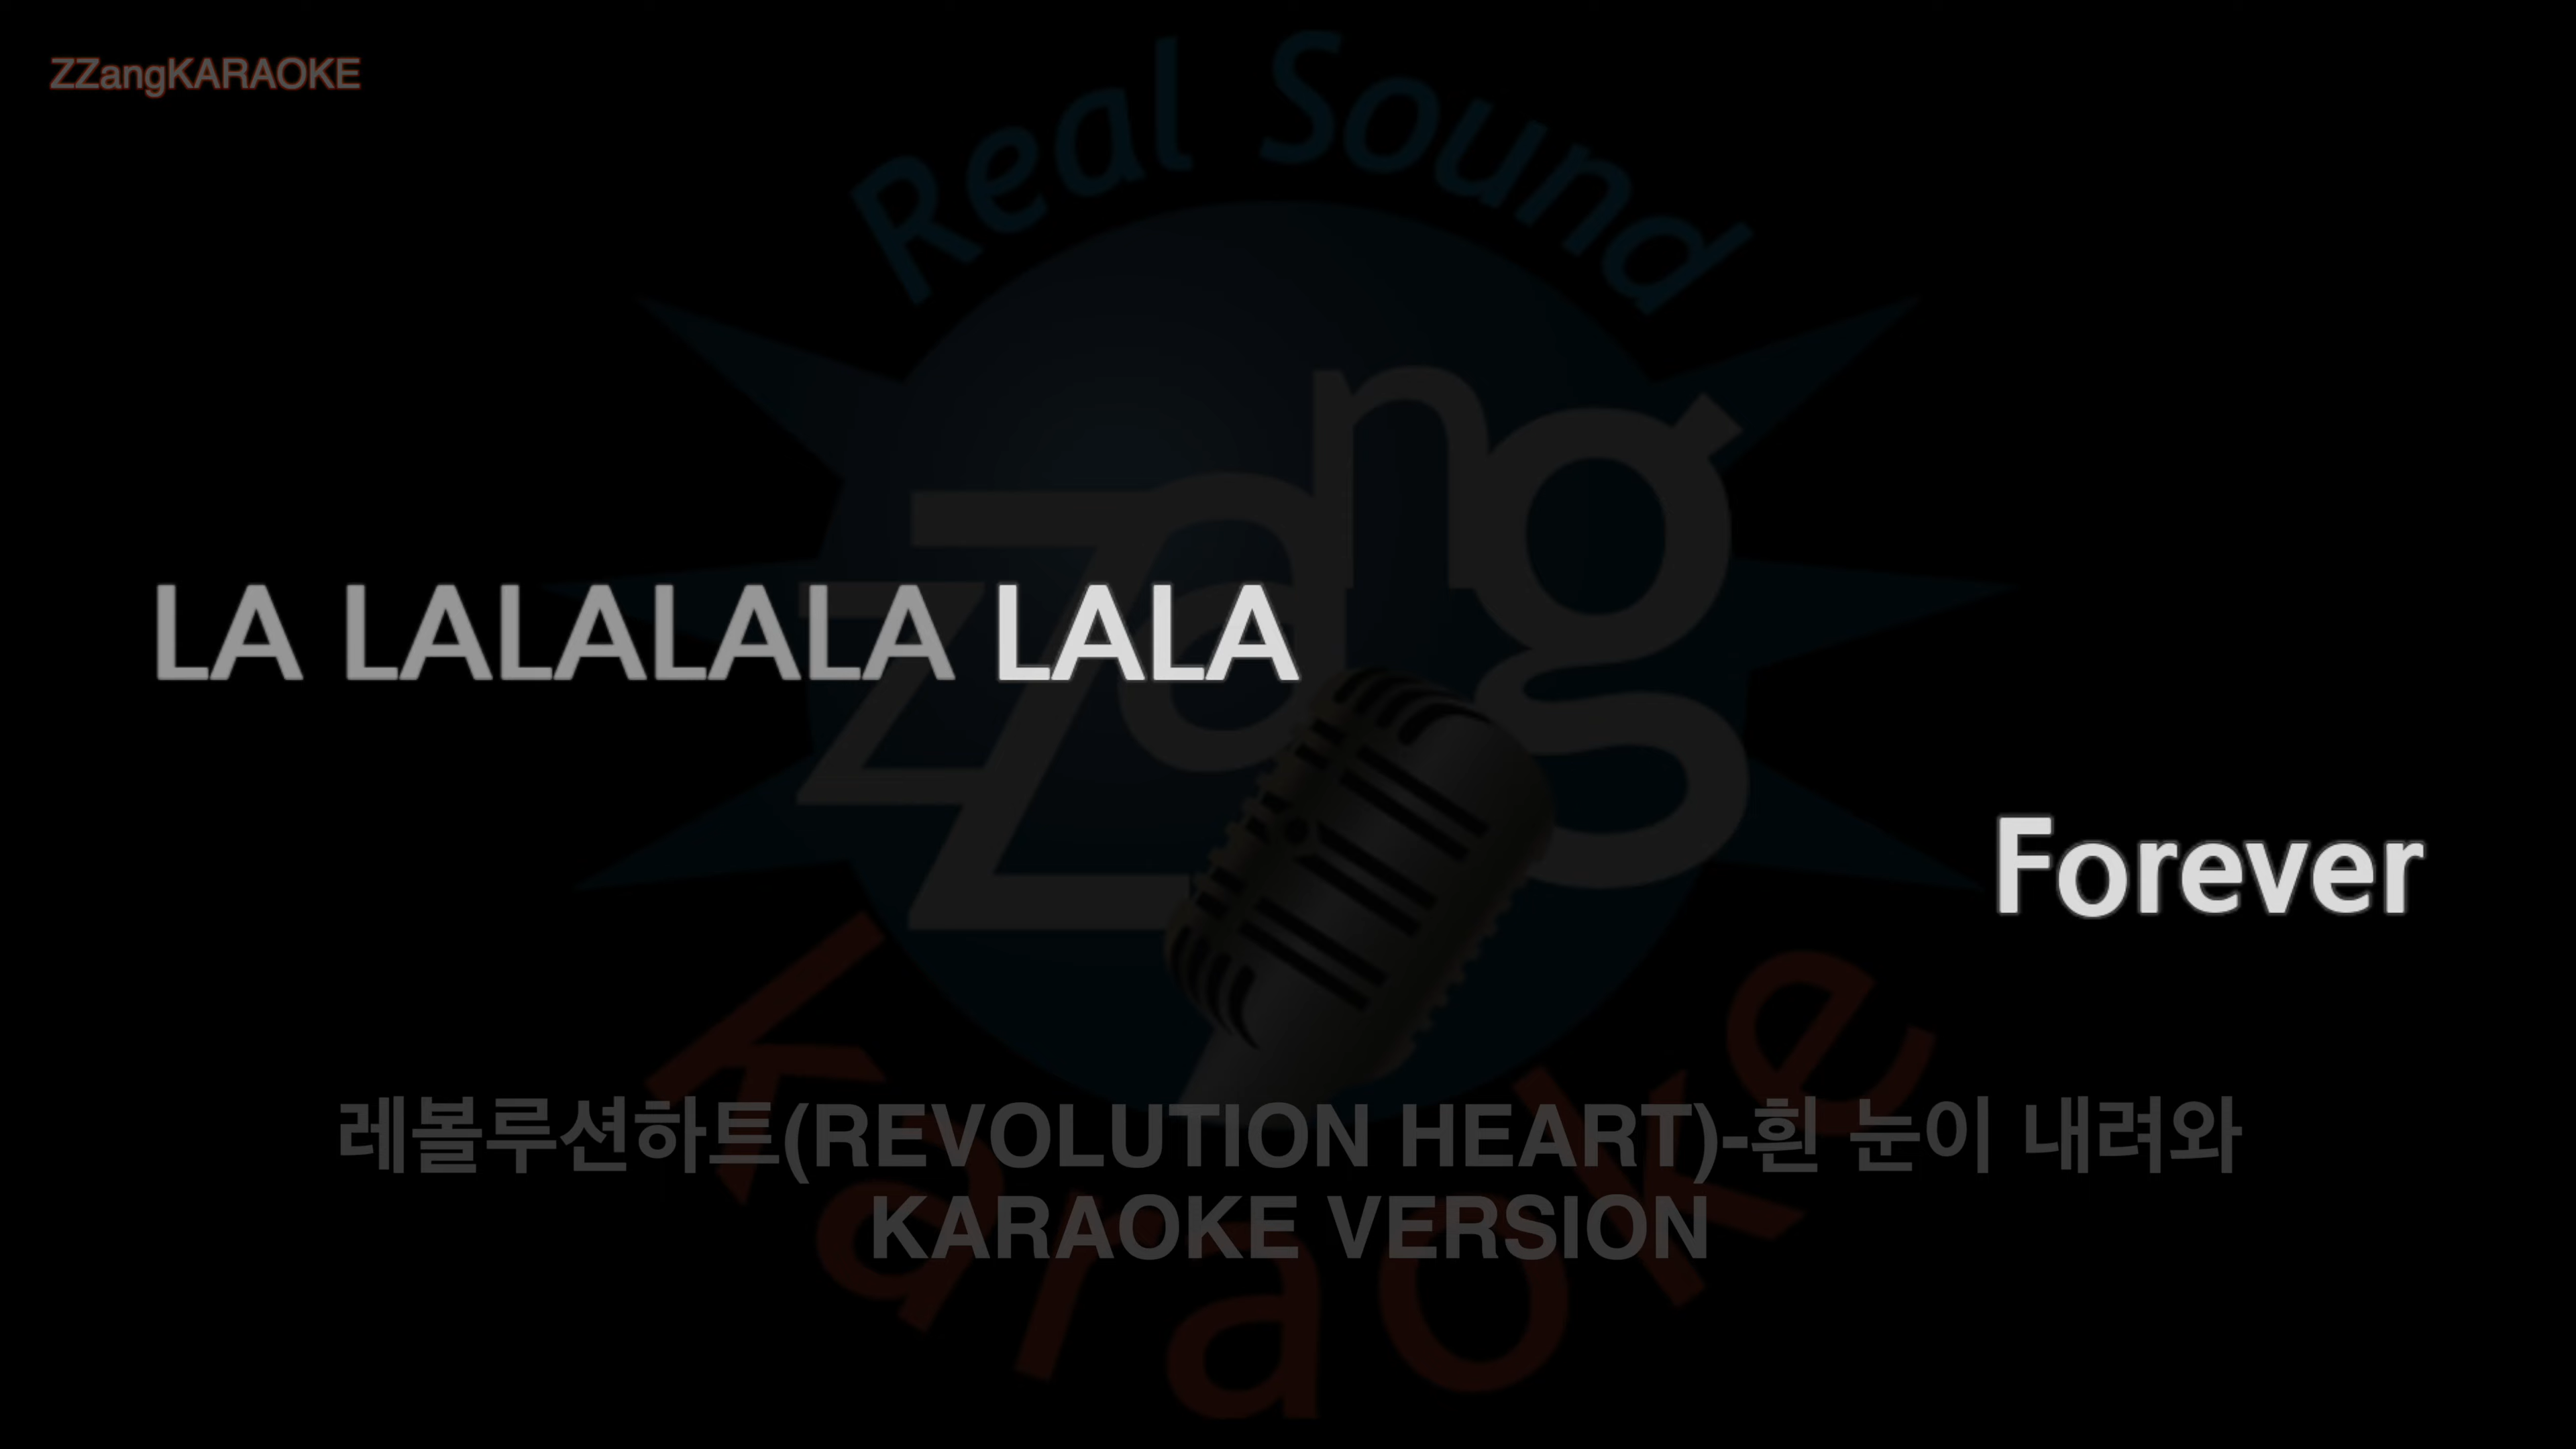 ZZangKARAOKE
Real Sound
zZang
LA LALALALA LALA
Forever
레볼루션하트(REVOLUTION HEART)-흰 눈이 내려와
KARAOKE VERSION
Karaoke